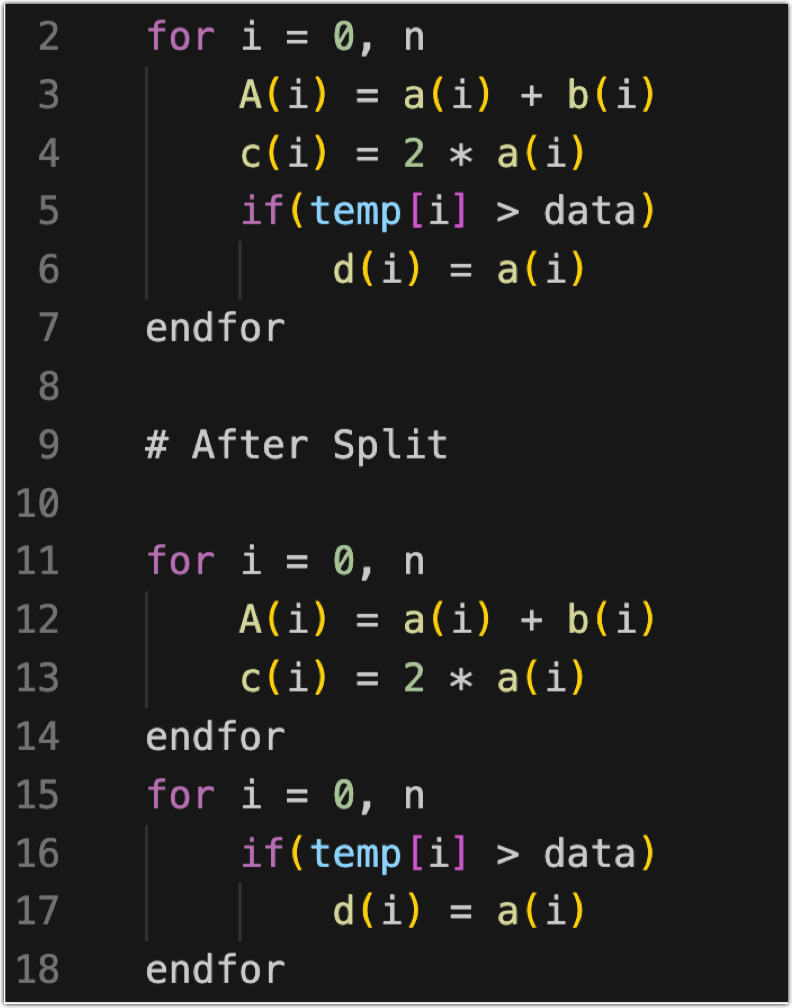 2 for i = 0, n
3 A(i) = a(i) + b(i)
4 c(i) = 2 * a(i)
5 if(temp[i] > data)
6 d(i) = a(i)
7 endfor
8
9 # After Split
10
11 for i = 0, n
12 A(i) = a(i) + b(i)
13 c(i) = 2 * a(i)
14 endfor
15 for i = 0, n
16 if(temp[i] > data)
17 d(i) = a(i)
18 endfor